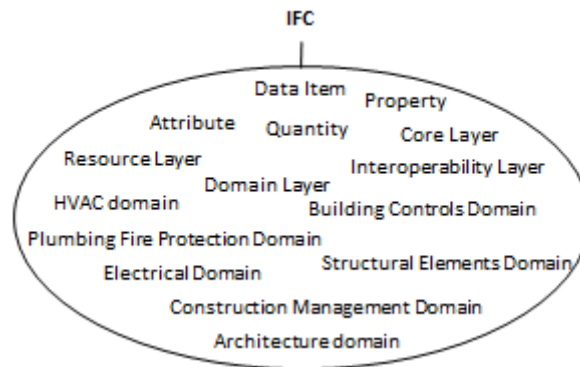 IFC
Data Item
Property
Attribute
Quantity
Core Layer
Resource Layer
Interoperability Layer
Domain Layer
HVAC domain
Building Controls Domain
Plumbing Fire Protection Domain
Structural Elements Domain
Electrical Domain
Construction Management Domain
Architecture domain